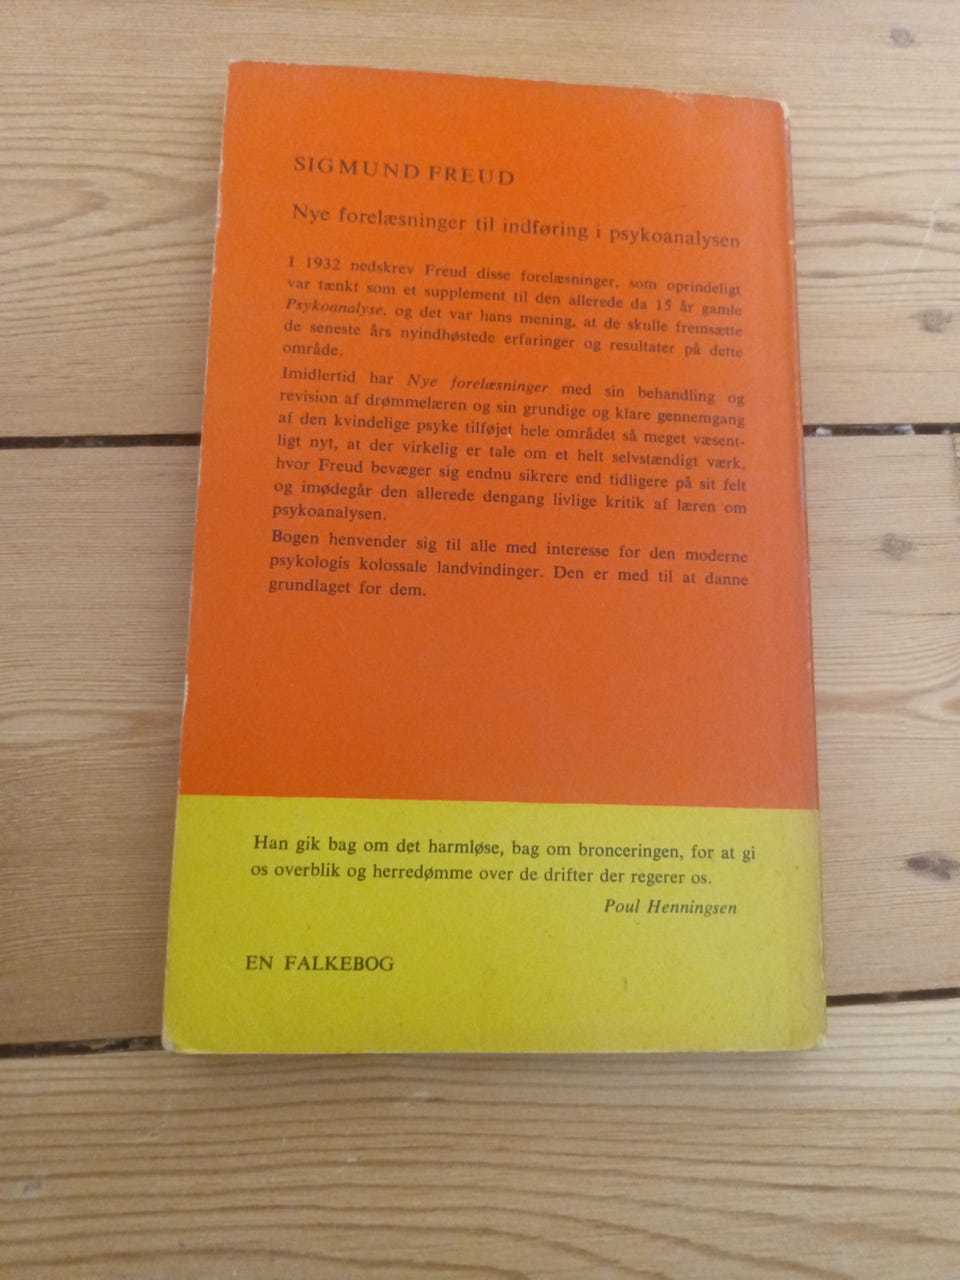 SIGMUND FREUD
Nye forelæsninger til indføring i psykoanalysen
I 1932 nedskrev Freud disse forelæsninger, som oprindeligt
var tænkt som et supplement til den allerede da 15 år gamle
Psykoanalyse, og det var hans mening, at de skulle fremsætte
de seneste års nyindhøstede erfaringer og resultater på dette
område.
Imidlertid har Nye forelæsninger med sin behandling og
revision af drømmelæren og sin grundige og klare gennemgang
af den kvindelige psyke tilføjet hele området så meget væsent-
ligt nyt, at der virkelig er tale om et helt selvstændigt værk,
hvor Freud bevæger sig endnu sikrere end tidligere på sit felt
og imødegår den allerede dengang livlige kritik af læren om
psykoanalysen.
Bogen henvender sig til alle med interesse for den moderne
psykologis kolossale landvindinger. Den er med til at danne
grundlaget for dem.
Han gik bag om det harmløse, bag om bronceringen, for at gi
os overblik og herredømme over de drifter der regerer os.
Poul Henningsen
EN FALKEBOG